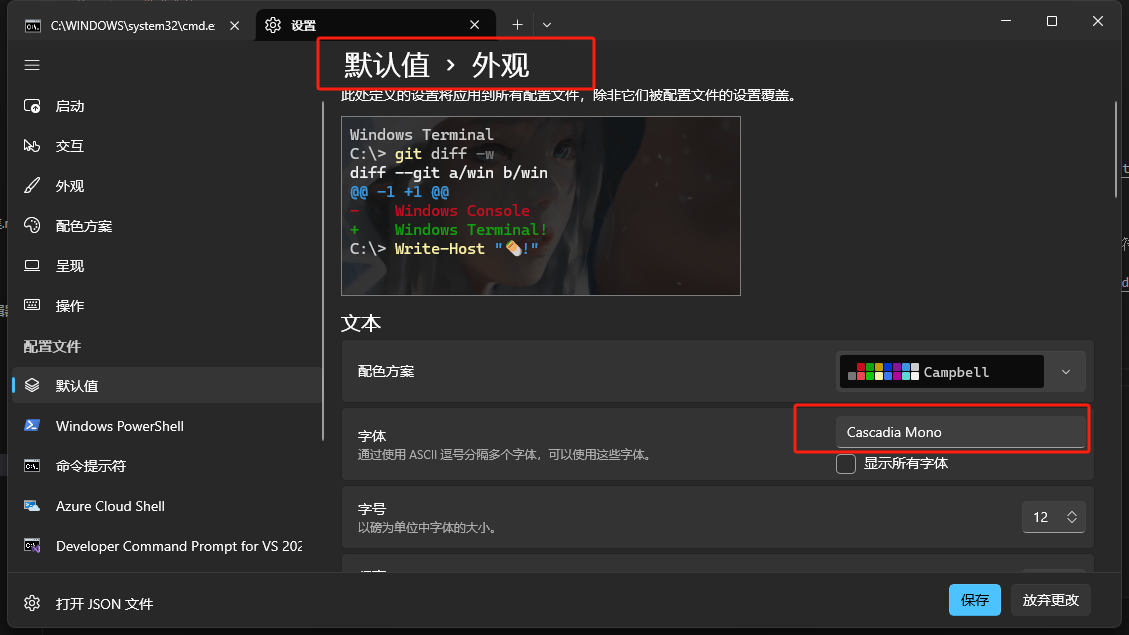 C:\WINDOWS\system32\cmd.e
设置
默认值 › 外观
此处定义的设置将应用到所有配置文件，除非它们被配置文件的设置覆盖。
启动
交互
外观
配色方案
呈现
操作
配置文件
默认值
Windows PowerShell
命令提示符
Azure Cloud Shell
Developer Command Prompt for VS 202
打开 JSON 文件
Windows Terminal
C:\> git diff -w
diff --git a/win b/win
@@ -1 +1 @@
-    Windows Console
+    Windows Terminal!
C:\> Write-Host "🪶!"
文本
配色方案
Campbell
字体
通过使用 ASCII 逗号分隔多个字体，可以使用这些字体。
Cascadia Mono
显示所有字体
字号
以磅为单位中字体的大小。
12
保存
放弃更改